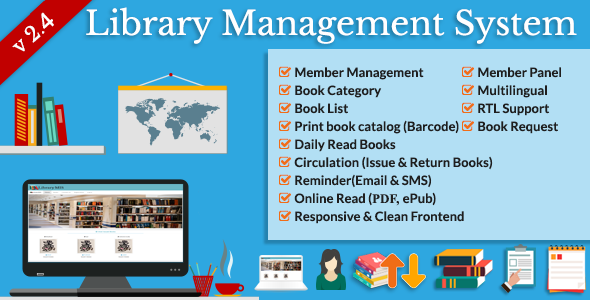 v 2.4
Library Management System
Member Management
Book Category
Book List
Print book catalog (Barcode)
Daily Read Books
Circulation (Issue & Return Books)
Reminder(Email & SMS)
Online Read (PDF, ePub)
Responsive & Clean Frontend
Member Panel
Multilingual
RTL Support
Book Request